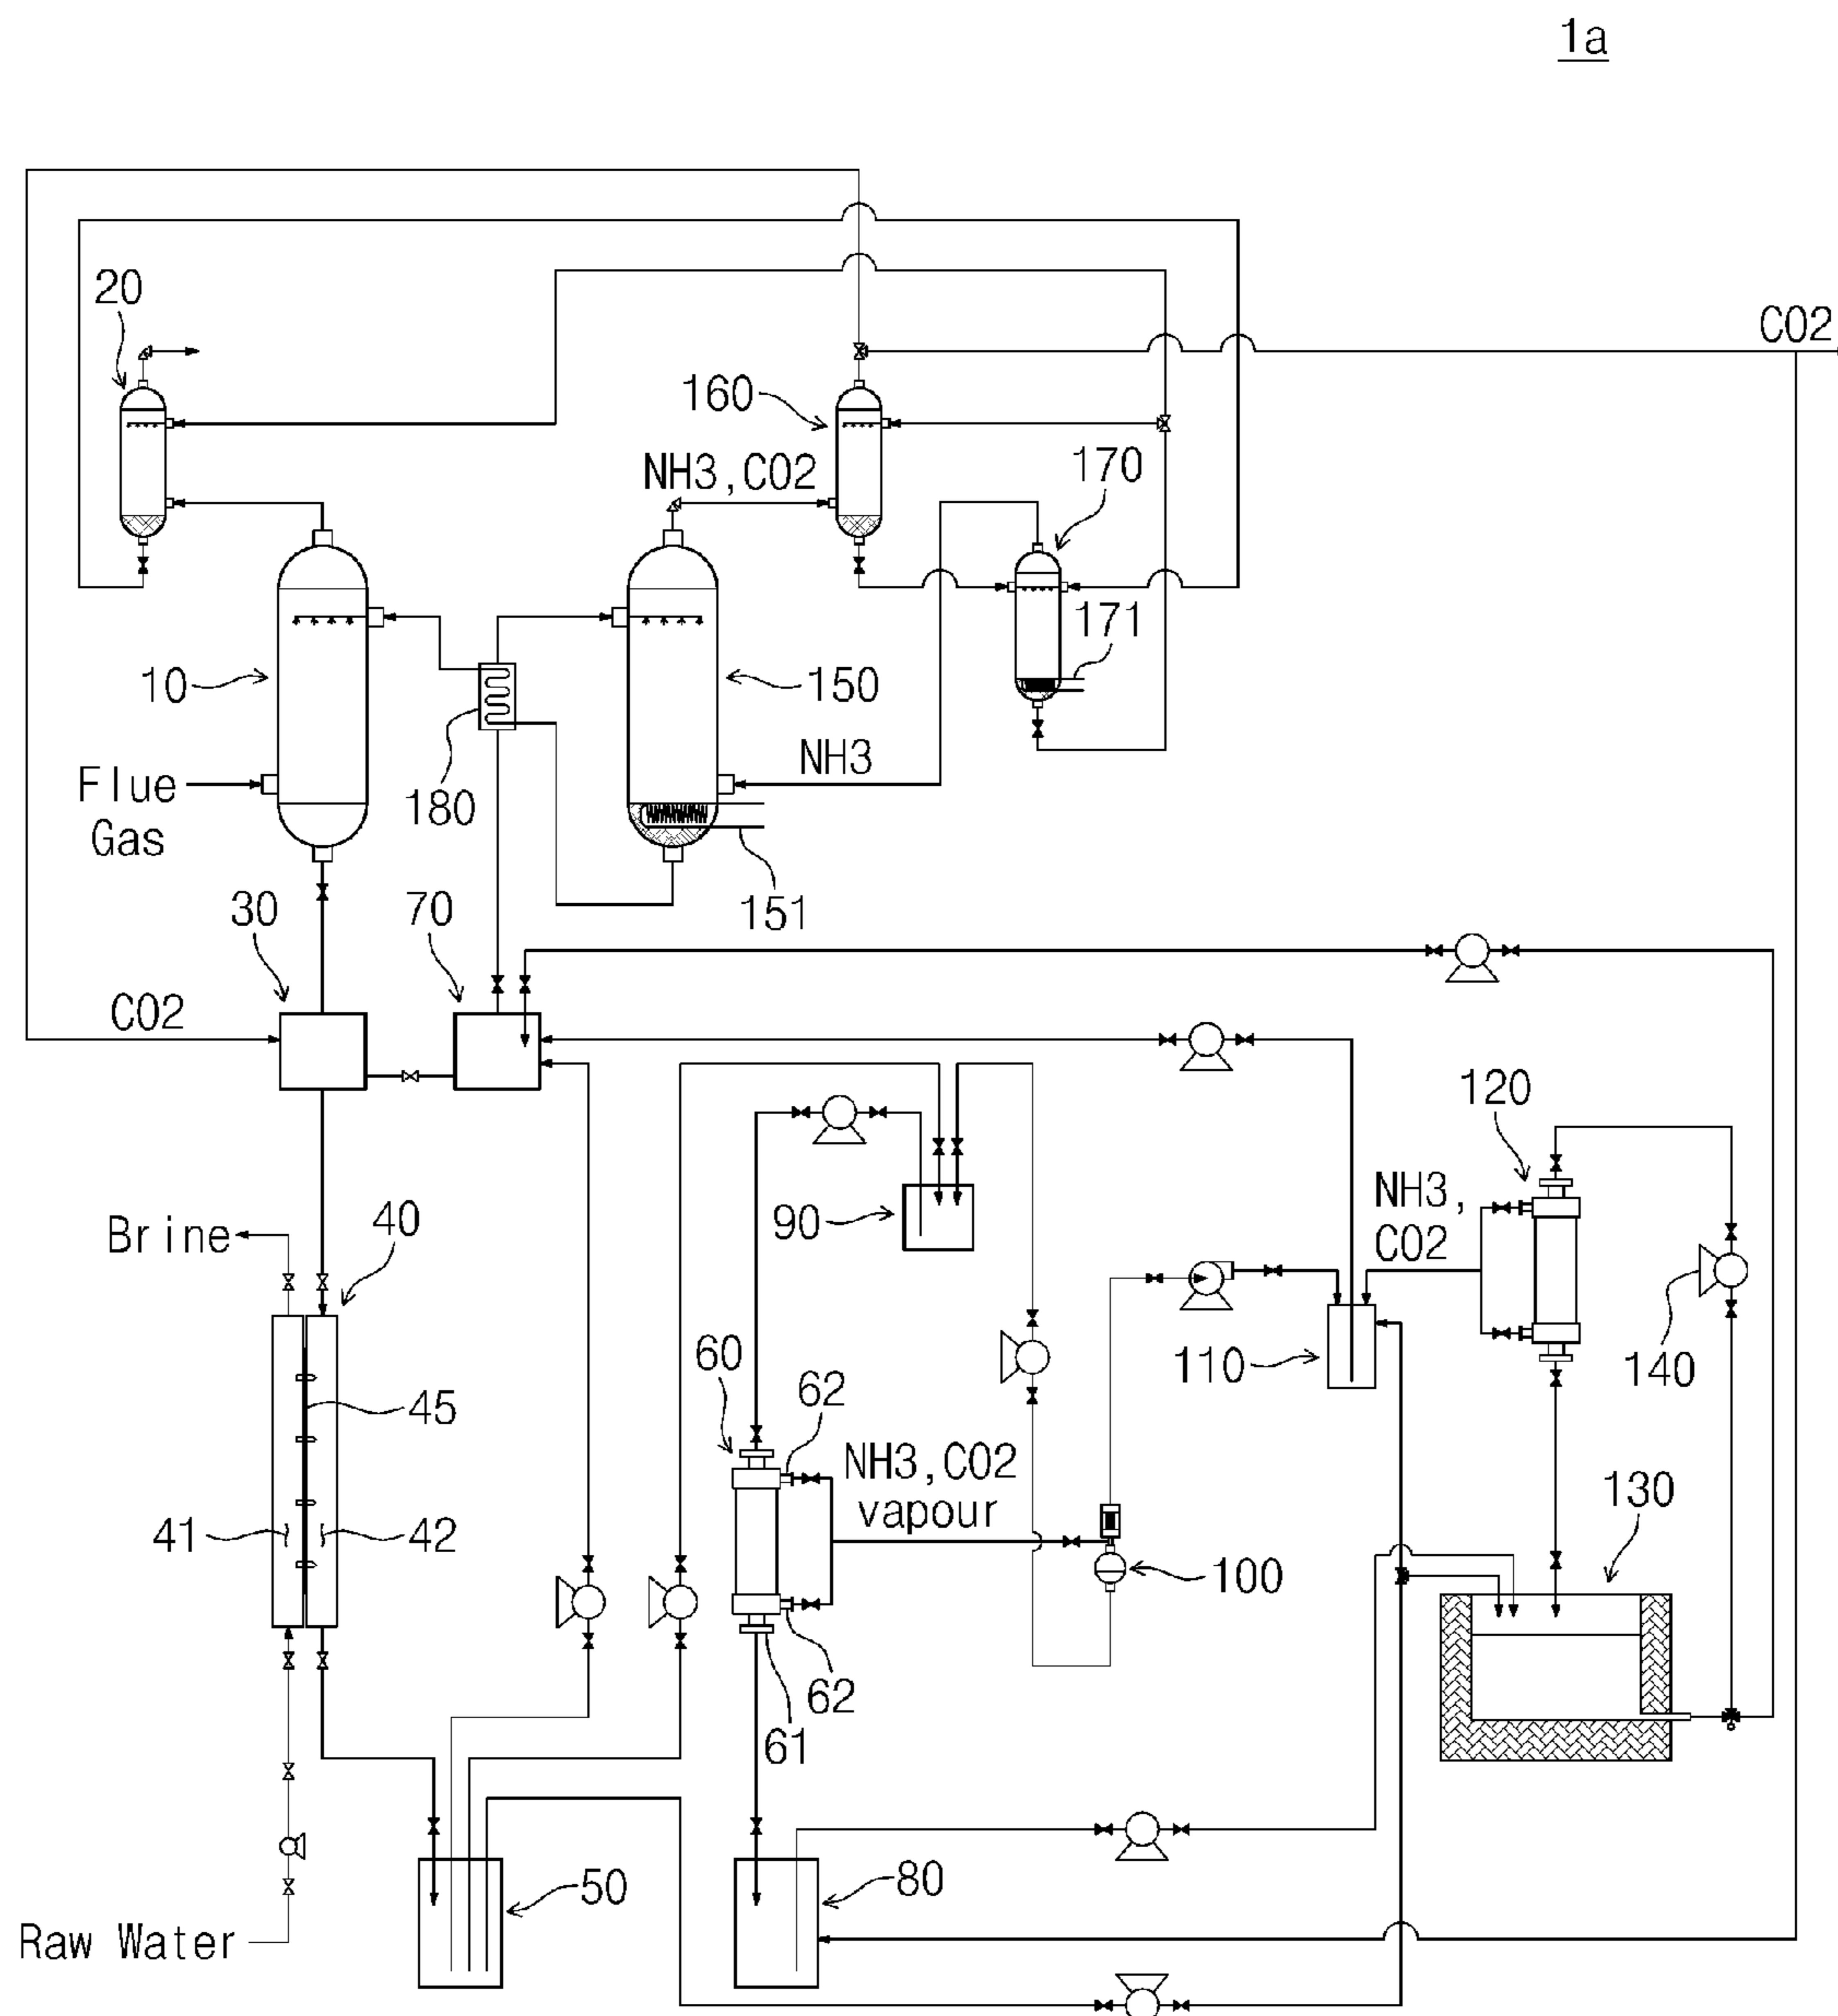 1a
20
CO2
160
NH3,CO2
170
171
10
150
180
NH3
Flue
Gas
151
30
70
CO2
120
90
NH3,
CO2
Brine
40
60
110
140
62
45
NH3,CO2
vapour
130
41
42
100
62
61
50
80
Raw Water